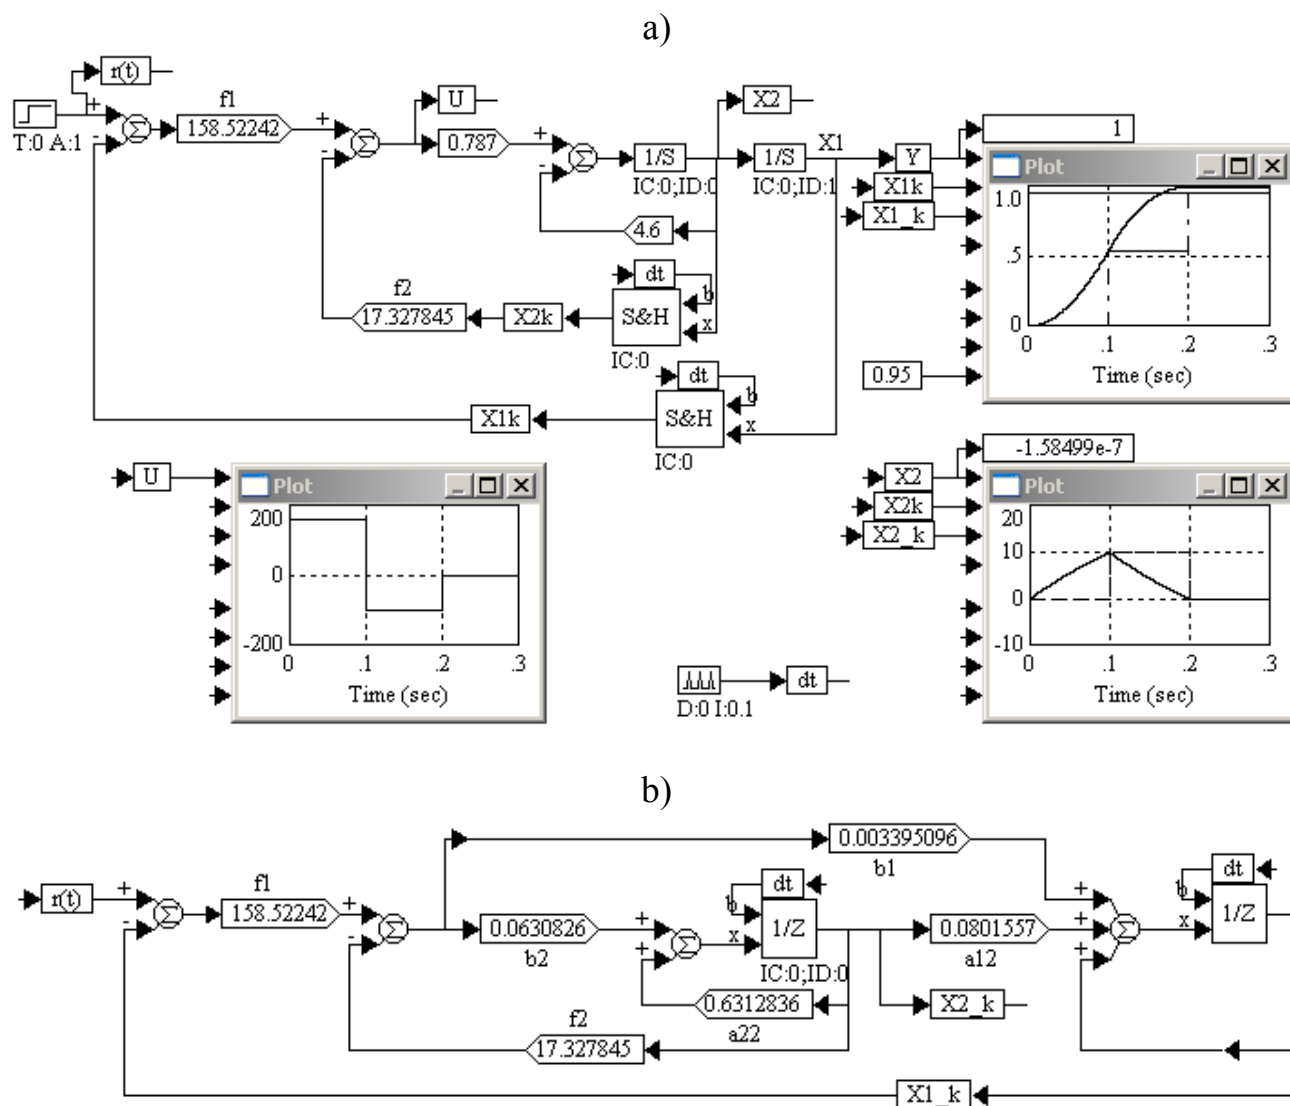 a)
r(t)
T:0 A:1
+
-
Σ
f1
158.52242
+
-
Σ
U
0.787
+
-
Σ
1/S
IC:0;ID:0
X2
1/S
IC:0;ID:1
X1
4.6
f2
17.327845
X2k
dt
S&H
b
x
IC:0
dt
S&H
b
x
IC:0
X1k
Y
X1k
X1_k
0.95
1
Plot
1.0
.5
0
0 .1 .2 .3
Time (sec)
U
Plot
200
0
-200
0 .1 .2 .3
Time (sec)
D:0 I:0.1
dt
X2
X2k
X2_k
-1.58499e-7
Plot
20
10
0
-10
0 .1 .2 .3
Time (sec)
b)
r(t)
+
-
Σ
f1
158.52242
+
-
Σ
0.003395096
b1
0.0630826
b2
+
+
Σ
dt
b
x
1/Z
IC:0;ID:0
0.6312836
a22
f2
17.327845
0.0801557
a12
X2_k
+
+
+
Σ
dt
b
x
1/Z
X1_k